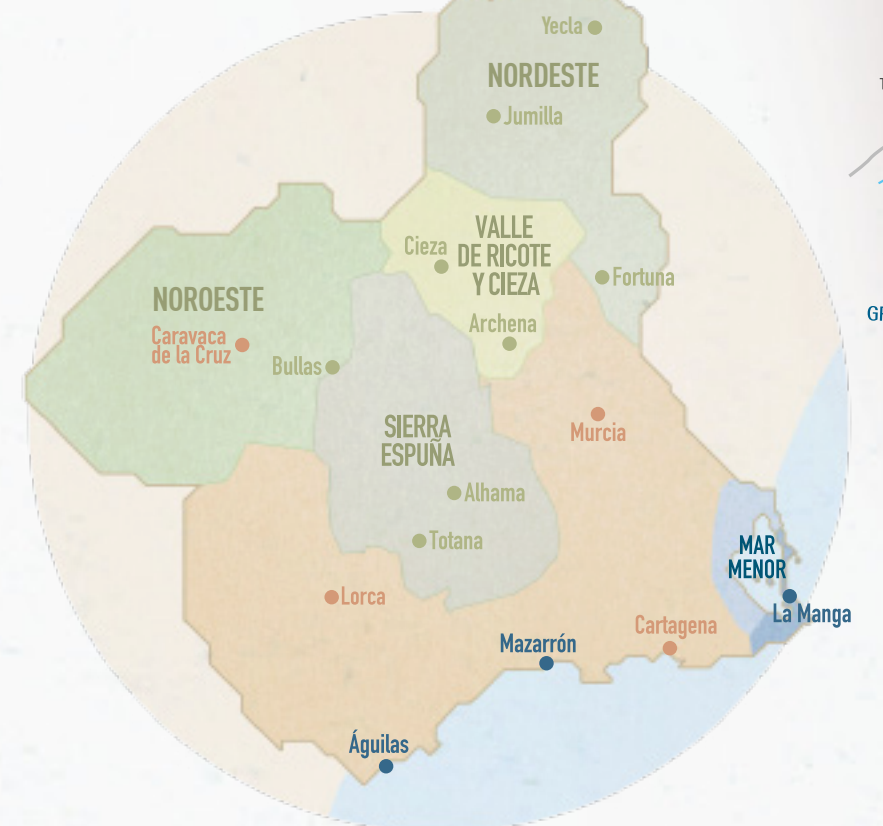 Yecla
NORDESTE
Jumilla
VALLE
DE RICOTE
Y CIEZA
Cieza
Fortuna
Archena
NOROESTE
Caravaca
de la Cruz
Bullas
Murcia
SIERRA
ESPUÑA
Alhama
Totana
MAR
MENOR
La Manga
Lorca
Cartagena
Mazarrón
Águilas